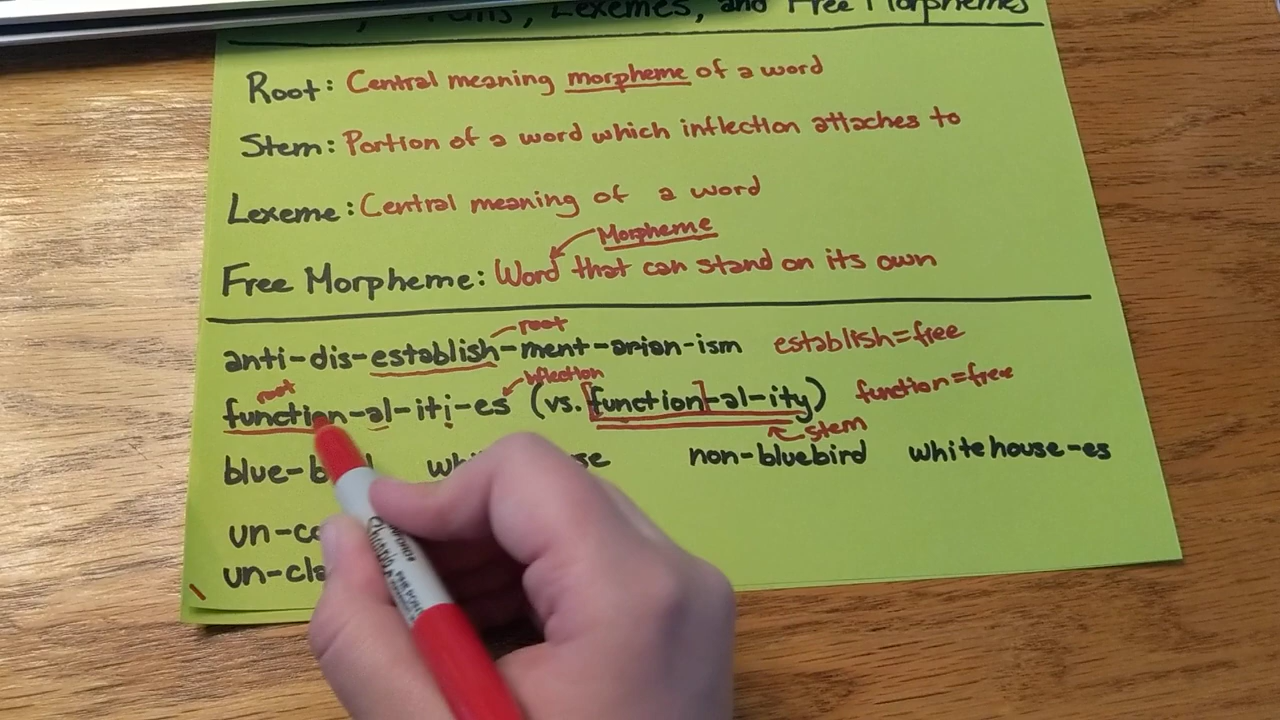 Lexemes, and Free Morphemes
Root: Central meaning morpheme of a word
Stem: Portion of a word which inflection attaches to
Lexeme: Central meaning of a word
Morpheme
Free Morpheme: Word that can stand on its own
root
anti-dis-establish-ment-arian-ism establish=free
root inflection
function-al-iti-es (vs. function-al-ity) function=free
stem
blue-b non-bluebird whitehouse-es
un-c
un-cla
Sharpie